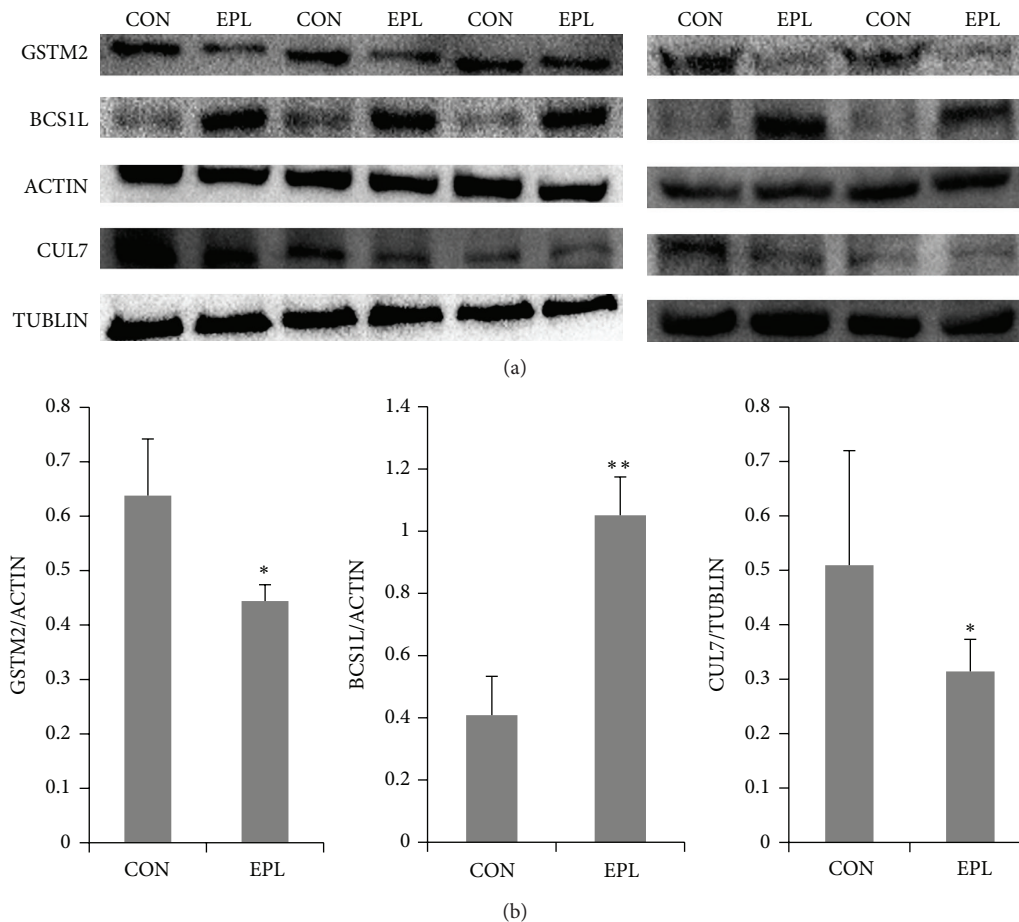 CON EPL CON EPL CON EPL CON EPL CON EPL
GSTM2
BCS1L
ACTIN
CUL7
TUBLIN
(a)
0.8
0.7
0.6
0.5
0.4
0.3
0.2
0.1
0
GSTM2/ACTIN
*
CON EPL
1.4
1.2
1
0.8
0.6
0.4
0.2
0
BCS1L/ACTIN
**
CON EPL
0.8
0.7
0.6
0.5
0.4
0.3
0.2
0.1
0
CUL7/TUBLIN
*
CON EPL
(b)